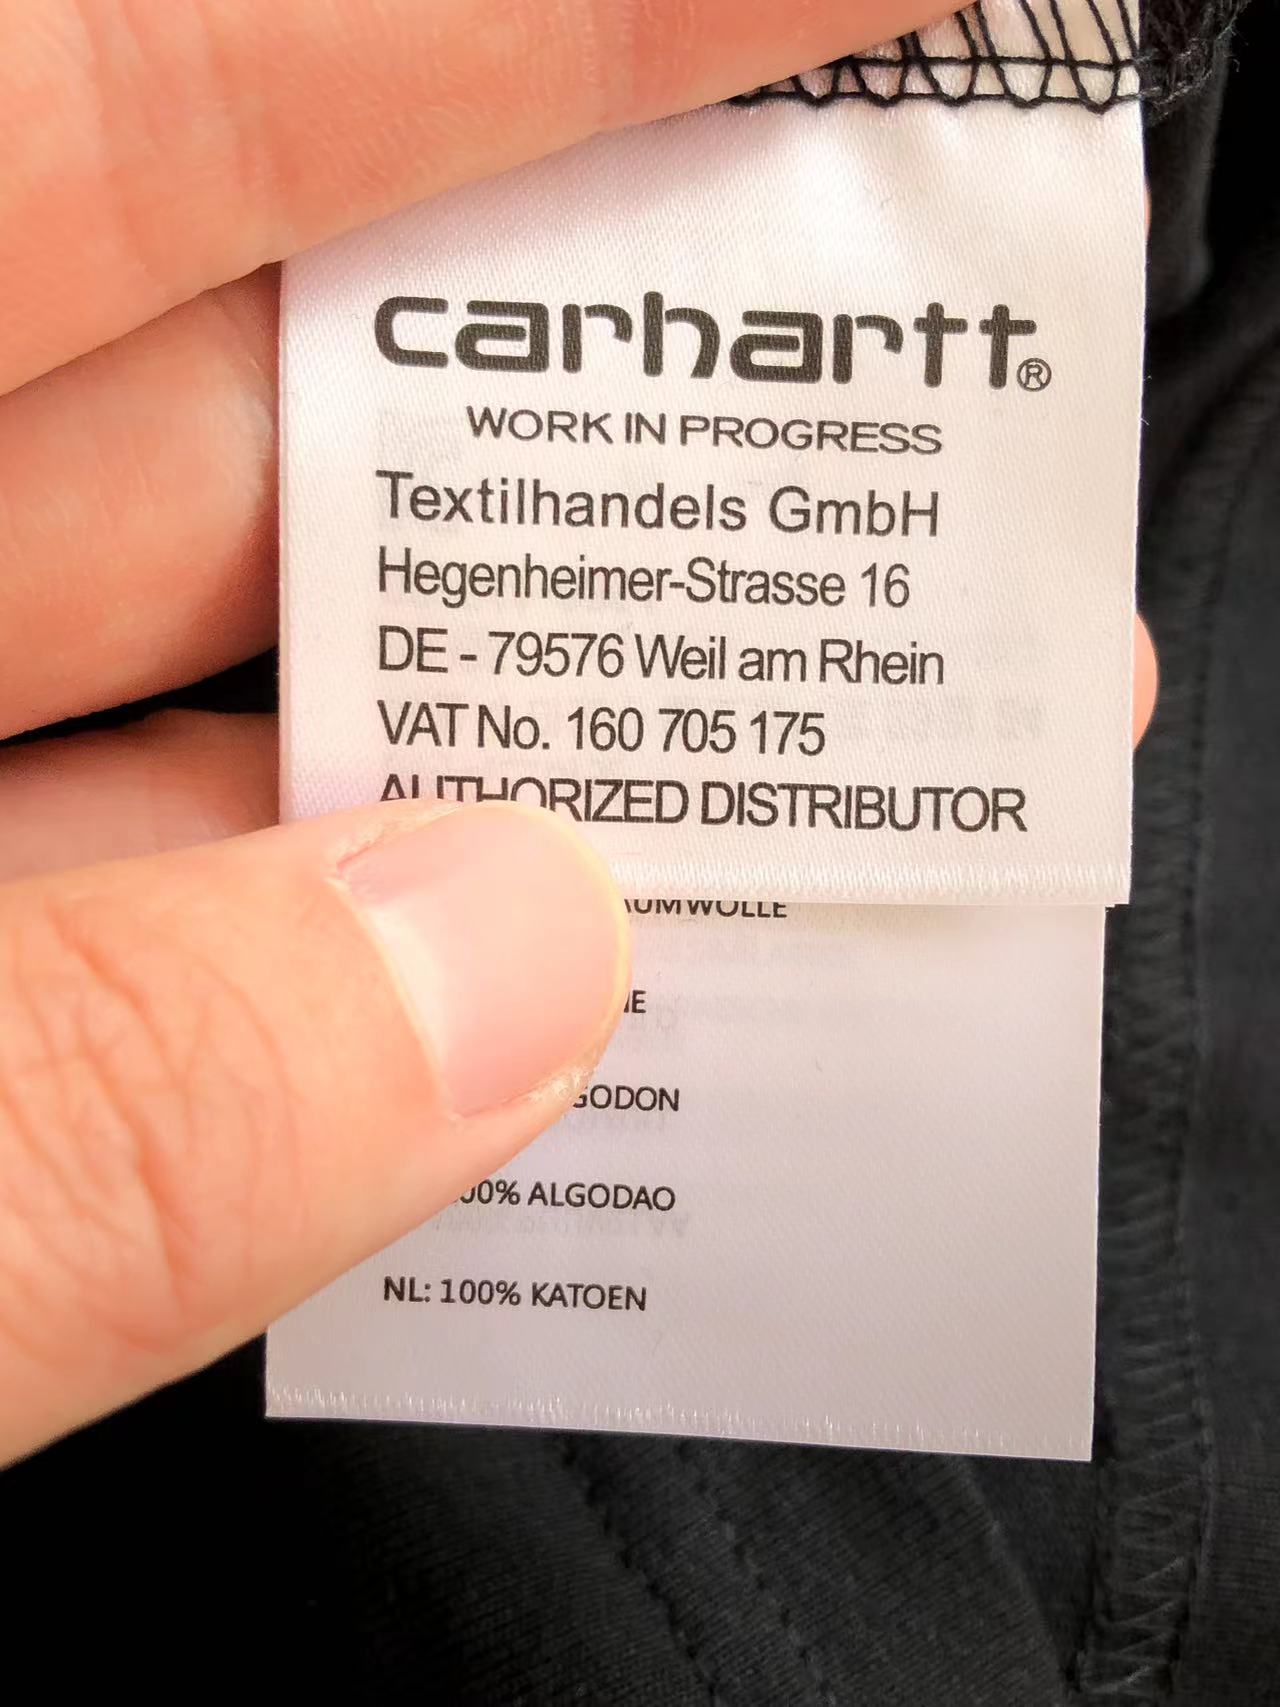 carhartt®
WORK IN PROGRESS
Textilhandels GmbH
Hegenheimer-Strasse 16
DE - 79576 Weil am Rhein
VAT No. 160 705 175
AUTHORIZED DISTRIBUTOR
% ALGODAO
NL: 100% KATOEN